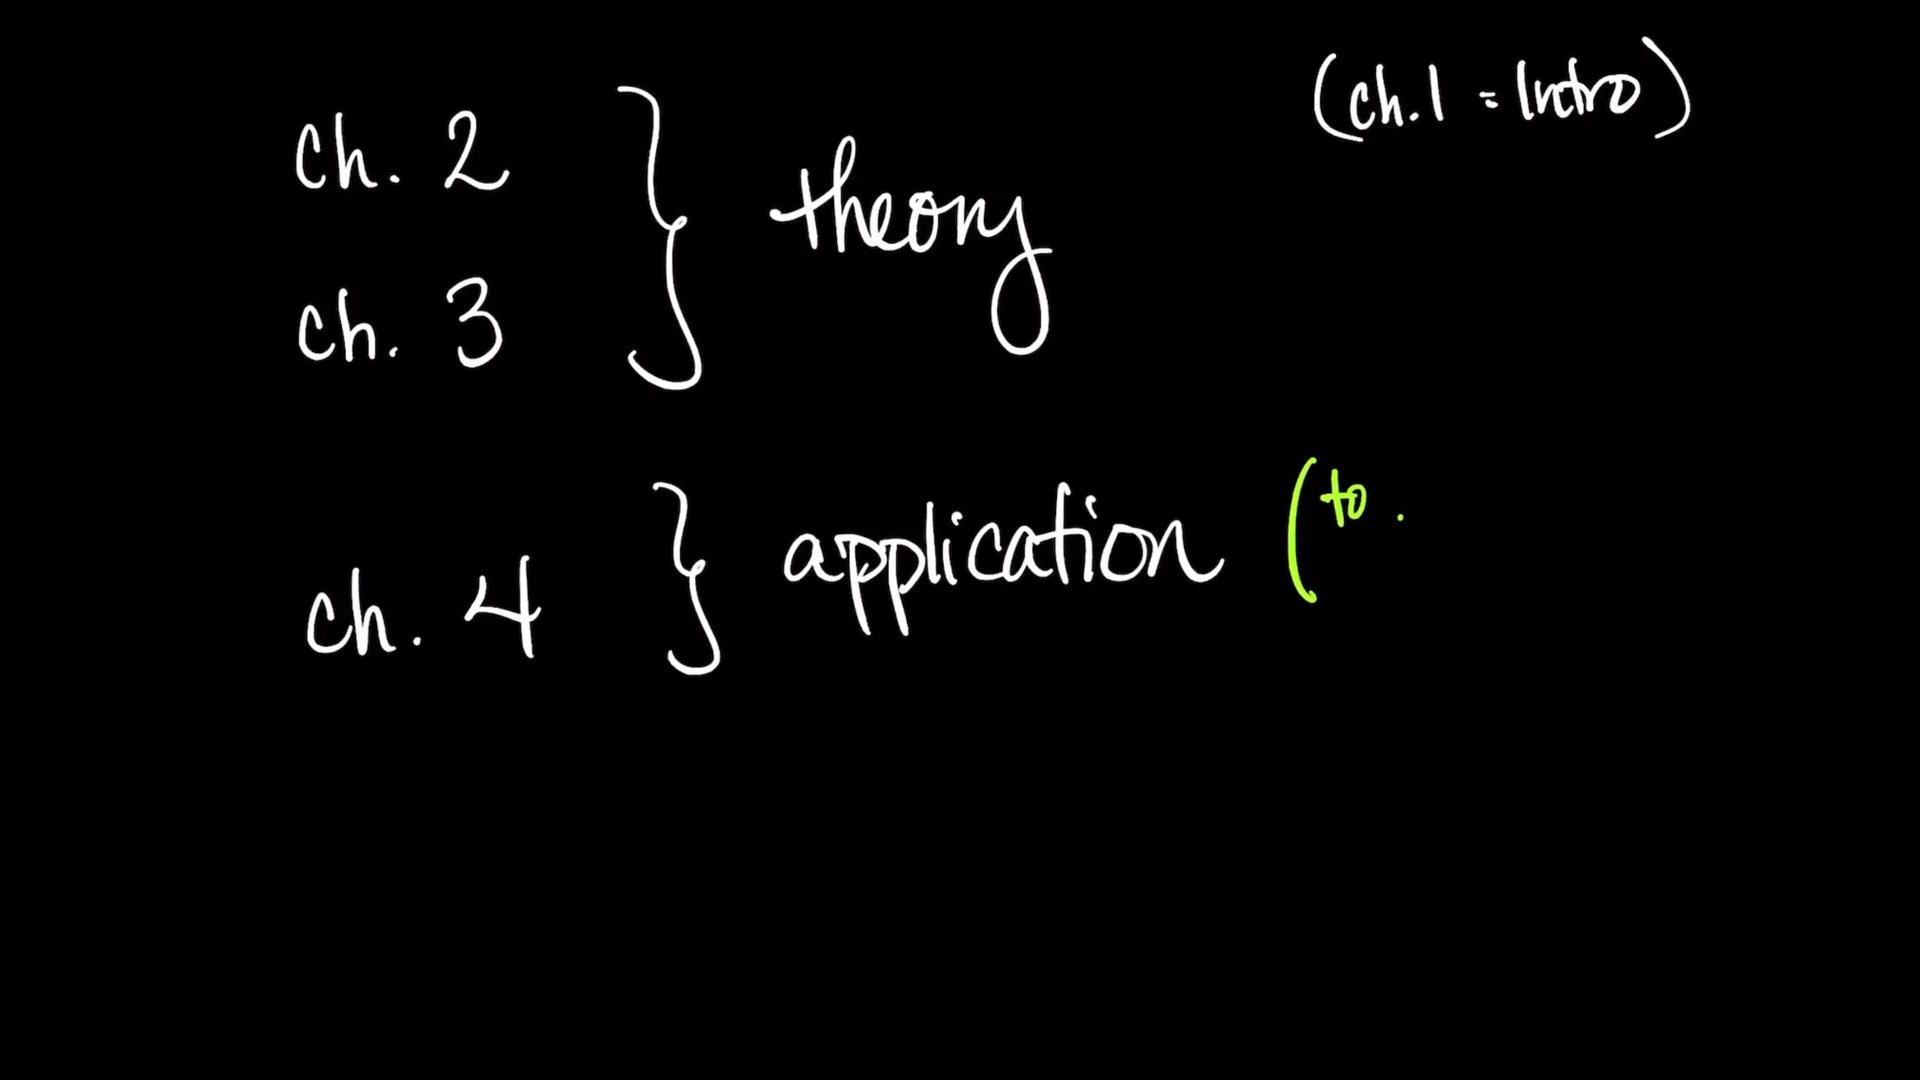 (ch. 1 = Intro)
ch. 2 } theory
ch. 3
ch. 4 } application (to .